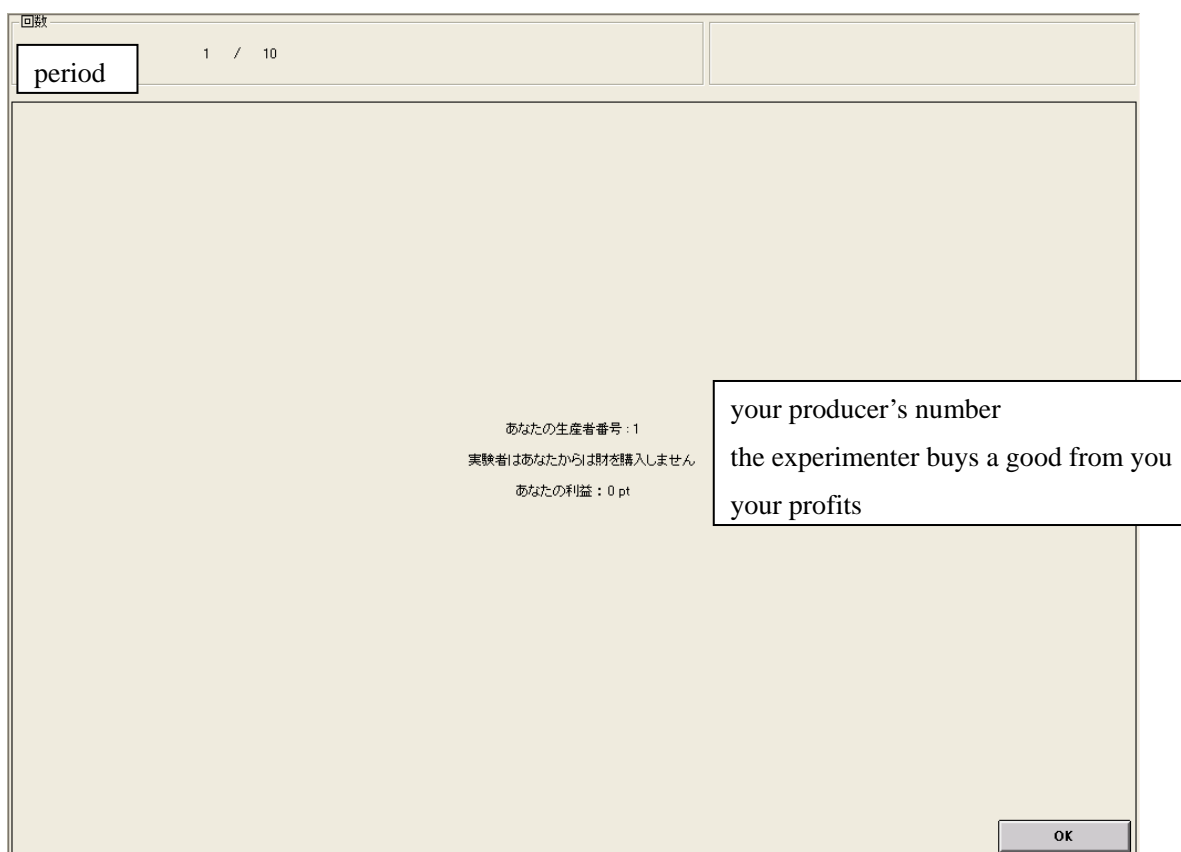 回数
1 / 10
period
あなたの生産者番号 : 1
実験者はあなたからは財を購入しません
あなたの利益 : 0 pt
your producer’s number
the experimenter buys a good from you
your profits
OK